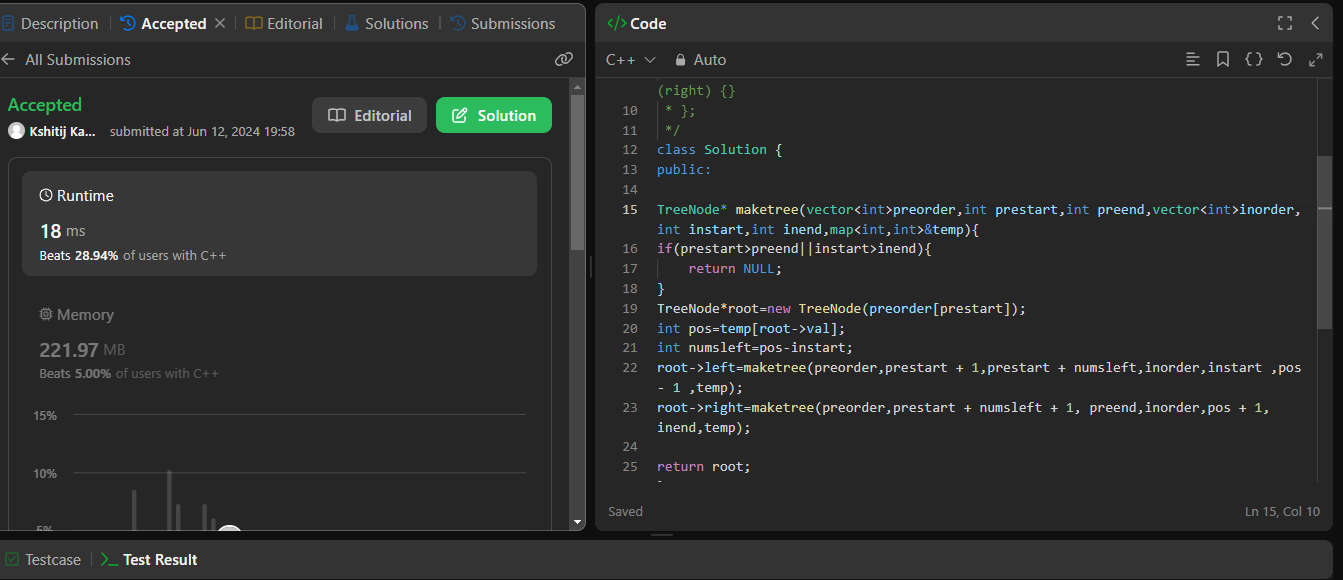 Description
Accepted
Editorial
Solutions
Submissions
All Submissions
Accepted
Kshitij Ka...
submitted at Jun 12, 2024 19:58
Editorial
Solution
Runtime
18 ms
Beats 28.94% of users with C++
Memory
221.97 MB
Beats 5.00% of users with C++
15%
10%
5%
</> Code
C++
Auto
(right) {}
10 * };
11 */
12 class Solution {
13 public:
14
15 TreeNode* maketree(vector<int>preorder,int prestart,int preend,vector<int>inorder,
int instart,int inend,map<int,int>&temp){
16 if(prestart>preend||instart>inend){
17 return NULL;
18 }
19 TreeNode*root=new TreeNode(preorder[prestart]);
20 int pos=temp[root->val];
21 int numsleft=pos-instart;
22 root->left=maketree(preorder,prestart + 1,prestart + numsleft,inorder,instart ,pos
- 1 ,temp);
23 root->right=maketree(preorder,prestart + numsleft + 1, preend,inorder,pos + 1,
inend,temp);
24
25 return root;
Saved
Ln 15, Col 10
Testcase
Test Result